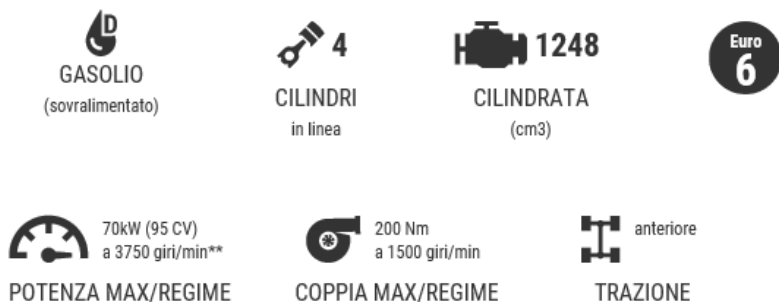 D
GASOLIO
(sovralimentato)
4
CILINDRI
in linea
1248
CILINDRATA
(cm3)
Euro
6
70kW (95 CV)
a 3750 giri/min**
POTENZA MAX/REGIME
200 Nm
a 1500 giri/min
COPPIA MAX/REGIME
anteriore
TRAZIONE